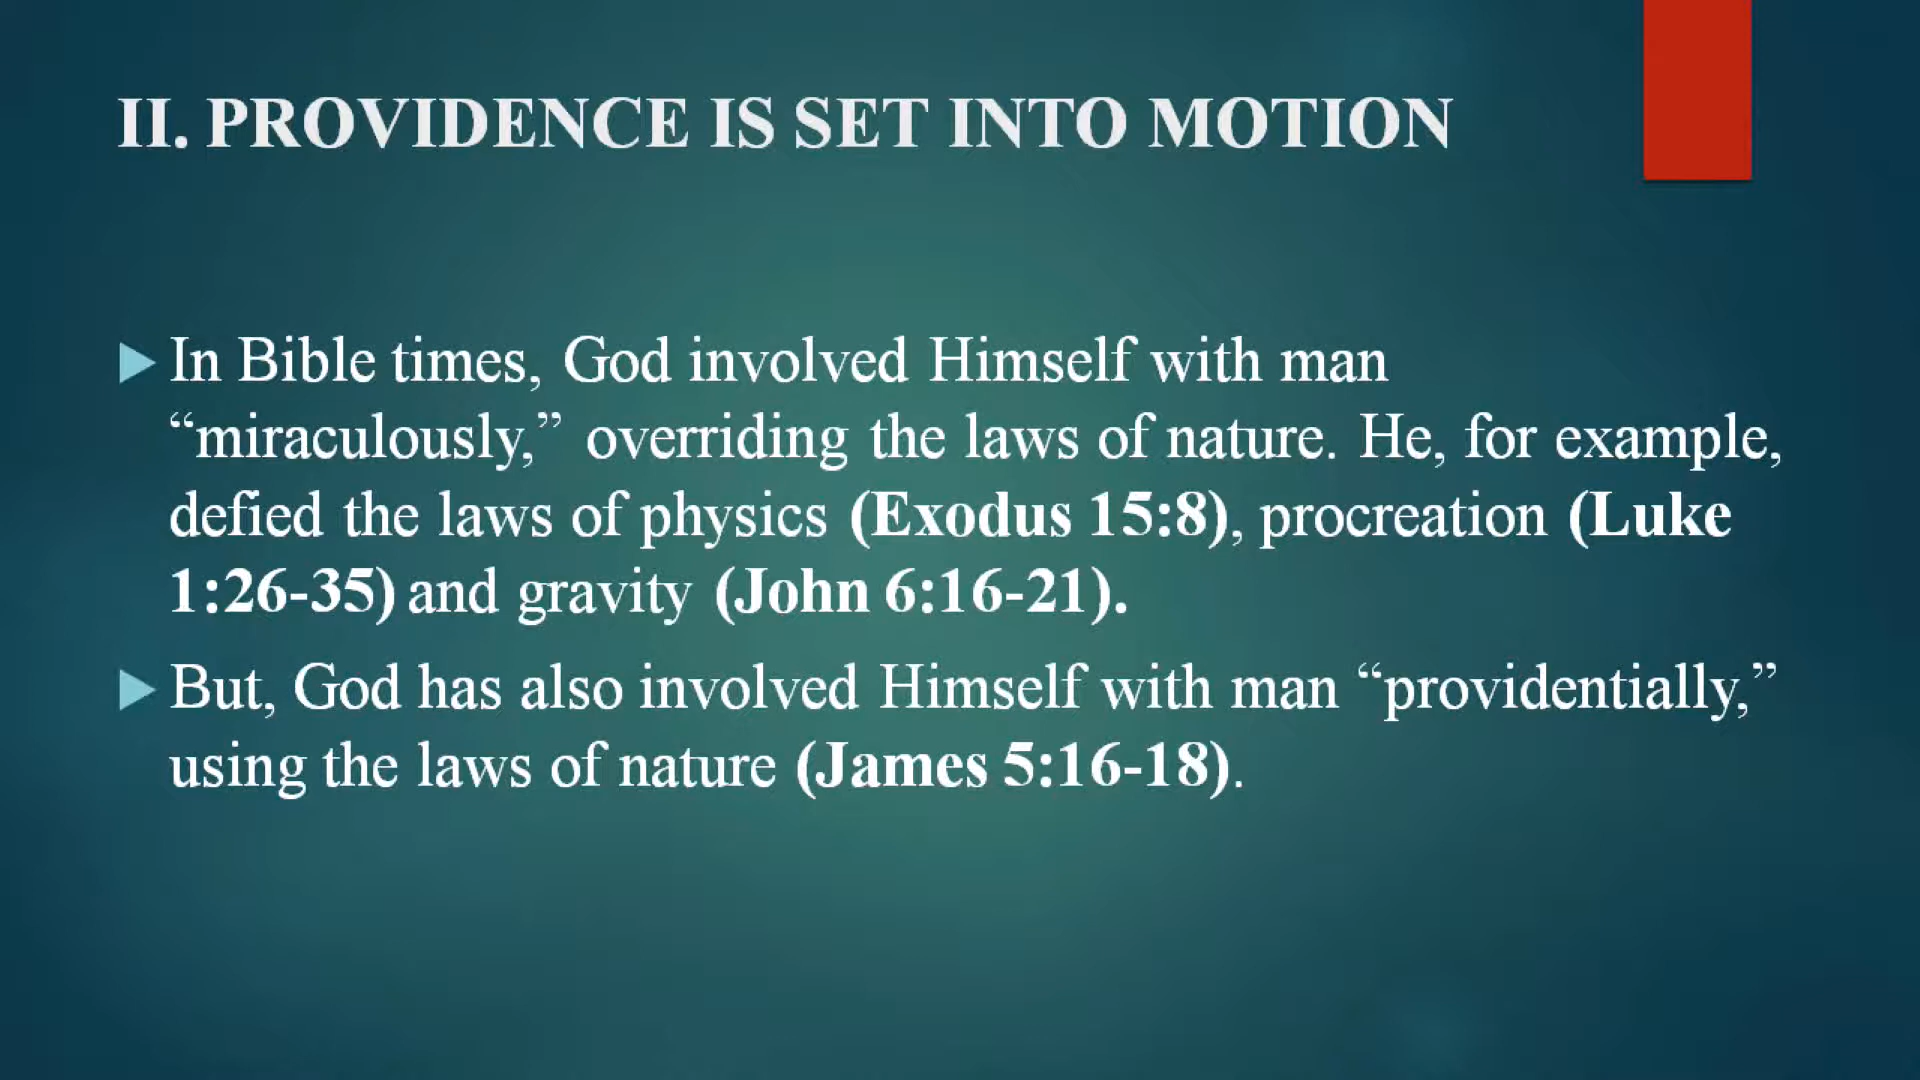 II. PROVIDENCE IS SET INTO MOTION
In Bible times, God involved Himself with man
“miraculously,” overriding the laws of nature. He, for example,
defied the laws of physics (Exodus 15:8), procreation (Luke
1:26-35) and gravity (John 6:16-21).
But, God has also involved Himself with man “providentially,”
using the laws of nature (James 5:16-18).